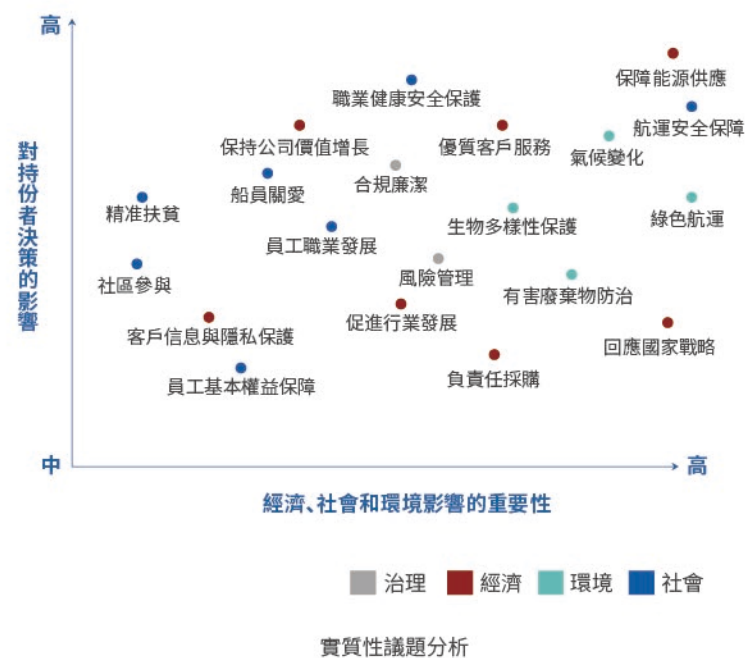 高
保障能源供應
職業健康安全保護
航運安全保障
保持公司價值增長
優質客戶服務
氣候變化
對持份者決策的影響
合規廉潔
船員關愛
精准扶貧
生物多樣性保護
綠色航運
員工職業發展
社區參與
風險管理
有害廢棄物防治
促進行業發展
客戶信息與隱私保護
回應國家戰略
員工基本權益保障
負責任採購
中
高
經濟、社會和環境影響的重要性
治理
經濟
環境
社會
實質性議題分析